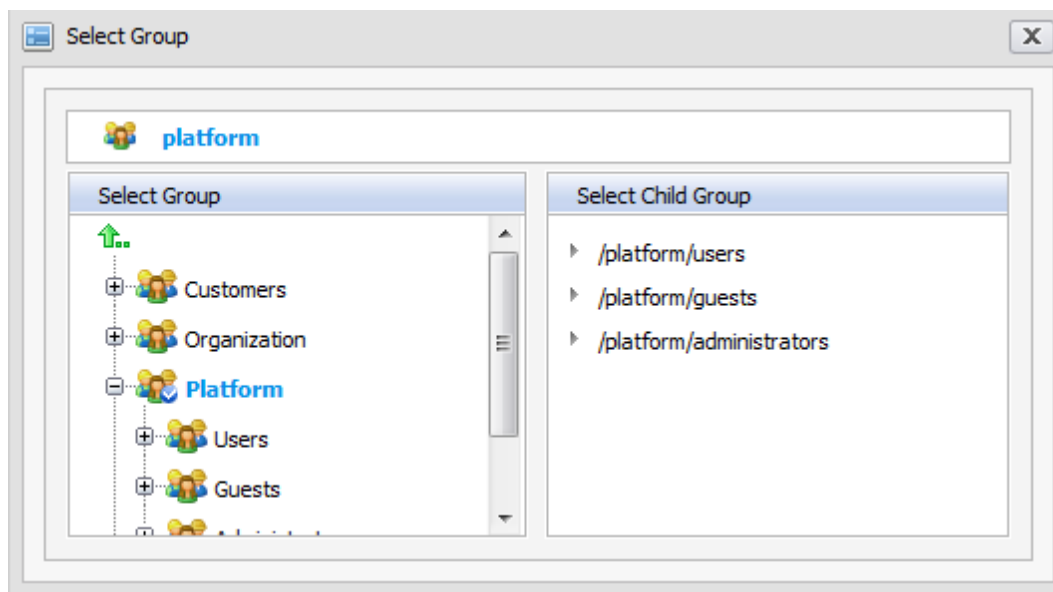 Select Group
platform
Select Group
Customers
Organization
Platform
Users
Guests
Select Child Group
/platform/users
/platform/guests
/platform/administrators